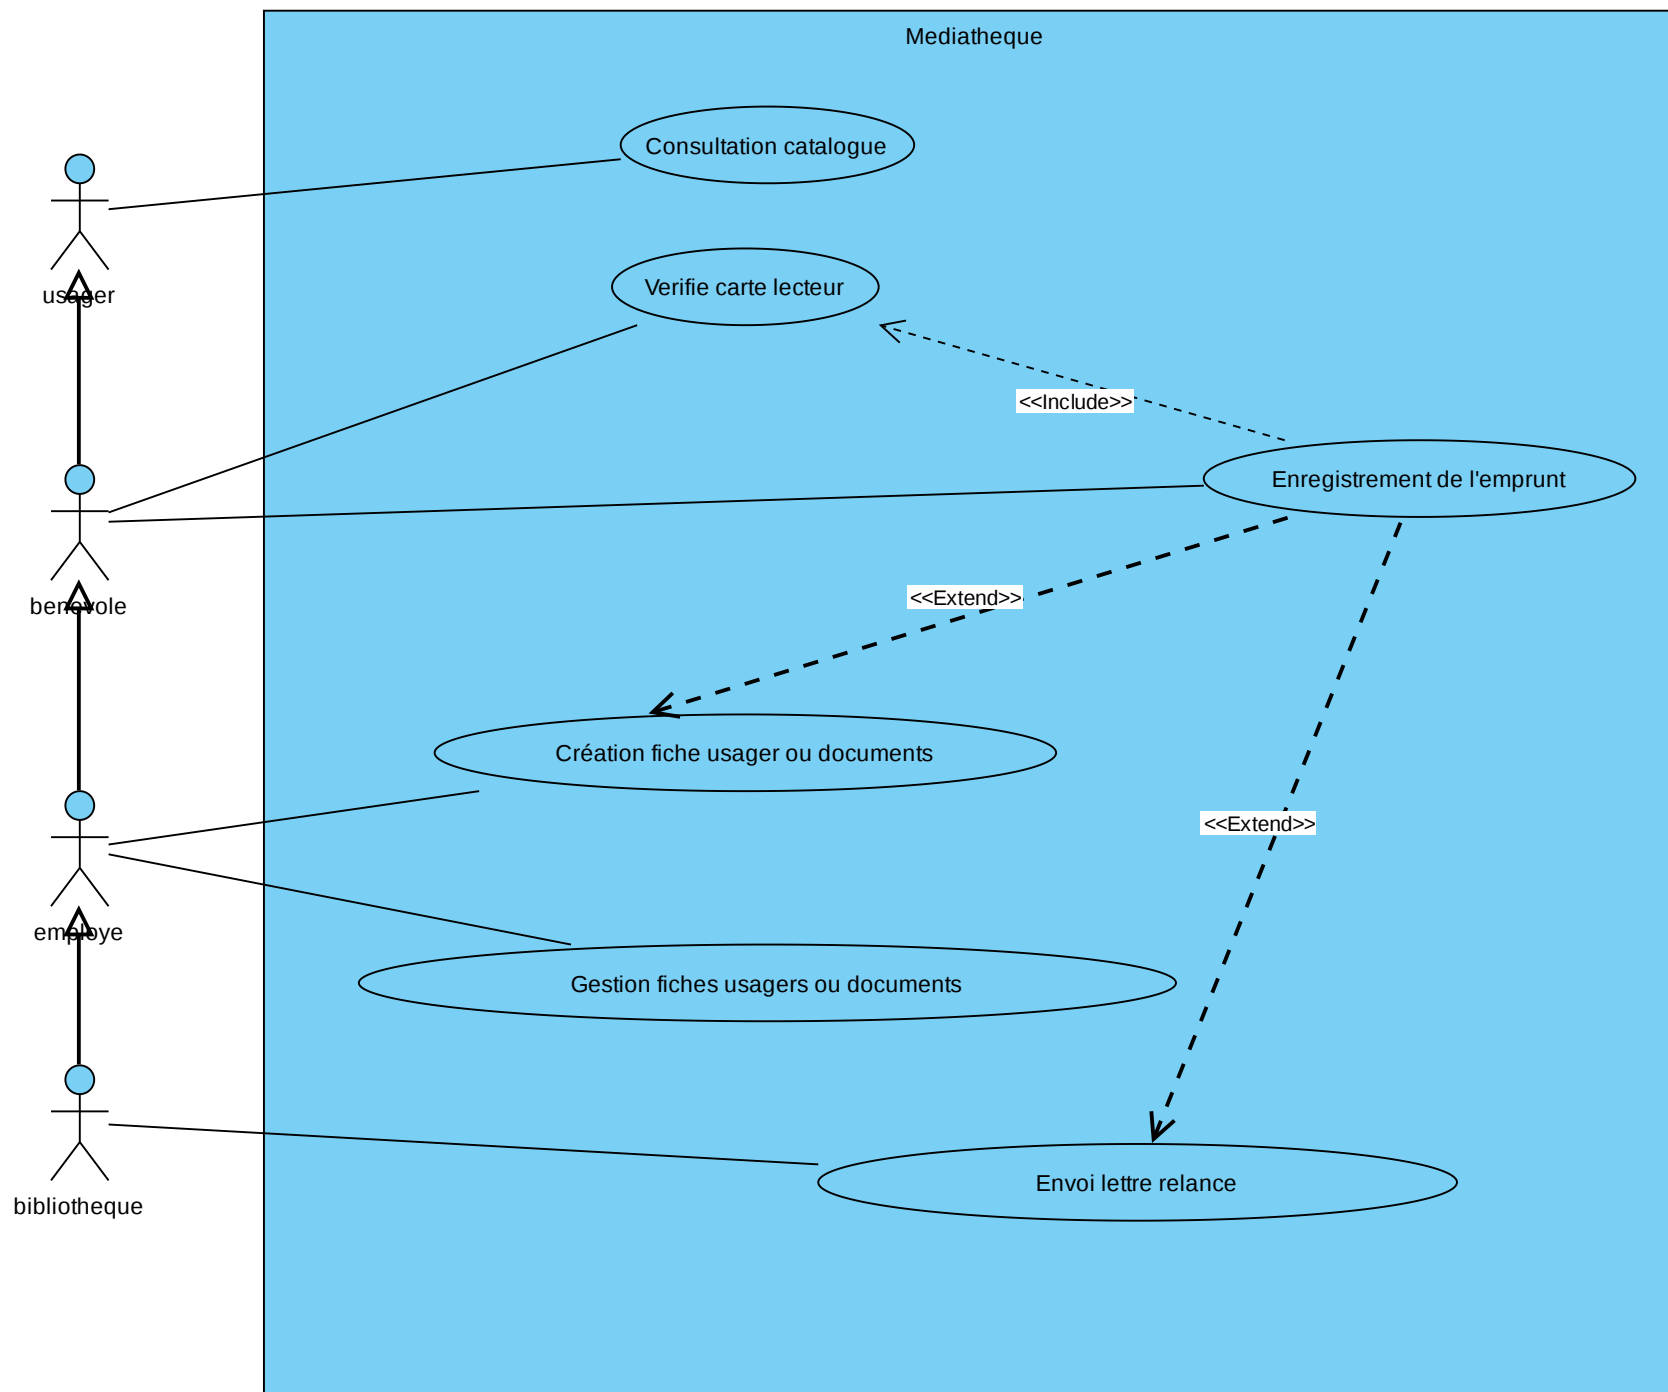 Mediatheque
Consultation catalogue
usager
Verifie carte lecteur
<<Include>>
Enregistrement de l'emprunt
benevole
<<Extend>>
Création fiche usager ou documents
<<Extend>>
employe
Gestion fiches usagers ou documents
Envoi lettre relance
bibliotheque